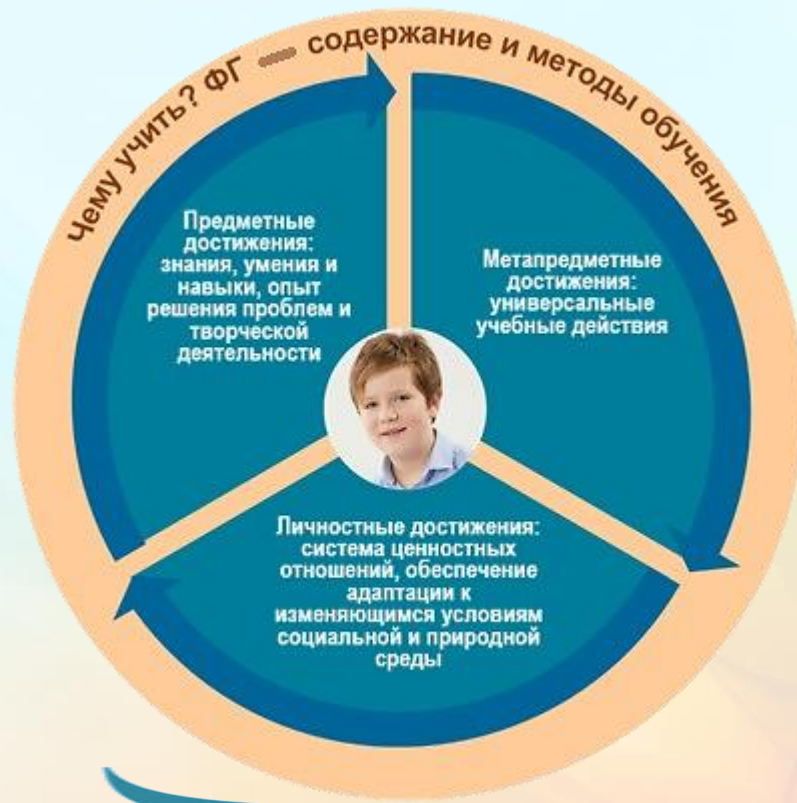 Чему учить? ФГ — содержание и методы обучения
Предметные
достижения:
знания, умения и
навыки, опыт
решения проблем и
творческой
деятельности
Метапредметные
достижения:
универсальные
учебные действия
Личностные достижения:
система ценностных
отношений, обеспечение
адаптации к
изменяющимся условиям
социальной и природной
среды